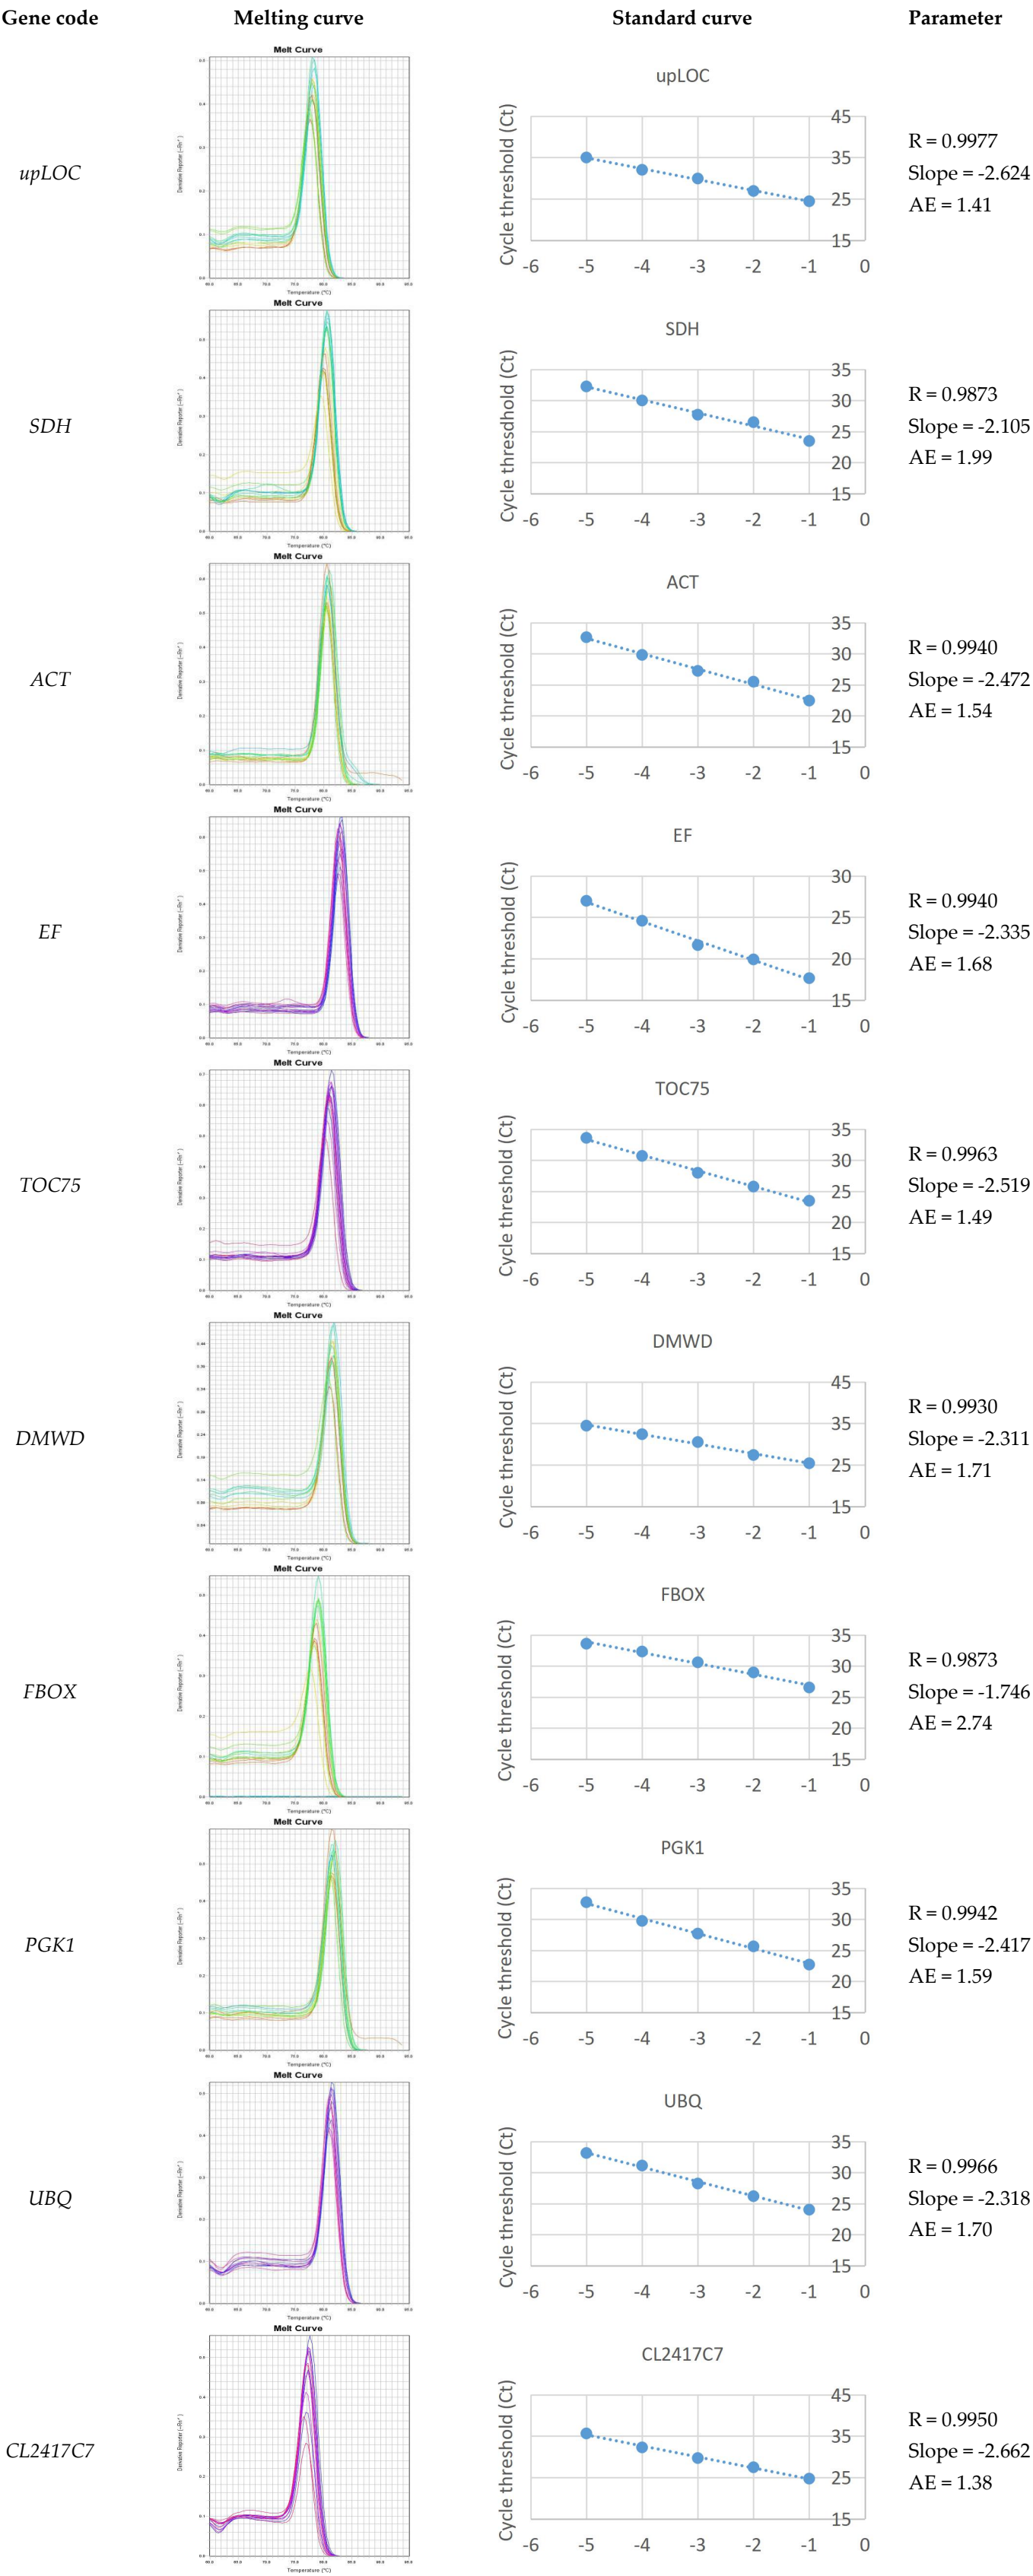 Gene code Melting curve Standard curve Parameter
Melt Curve
Temperature (°C)
upLOC
upLOC
Cycle threshold (Ct)
45
35
25
15
-6 -5 -4 -3 -2 -1 0
R = 0.9977
Slope = -2.624
AE = 1.41
Melt Curve
Temperature (°C)
SDH
SDH
Cycle thresdhold (Ct)
35
30
25
20
15
-6 -5 -4 -3 -2 -1 0
R = 0.9873
Slope = -2.105
AE = 1.99
Melt Curve
Temperature (°C)
ACT
ACT
Cycle threshold (Ct)
35
30
25
20
15
-6 -5 -4 -3 -2 -1 0
R = 0.9940
Slope = -2.472
AE = 1.54
Melt Curve
Temperature (°C)
EF
EF
Cycle threshold (Ct)
30
25
20
15
-6 -5 -4 -3 -2 -1 0
R = 0.9940
Slope = -2.335
AE = 1.68
Melt Curve
Temperature (°C)
TOC75
TOC75
Cycle threshold (Ct)
35
30
25
20
15
-6 -5 -4 -3 -2 -1 0
R = 0.9963
Slope = -2.519
AE = 1.49
Melt Curve
Temperature (°C)
DMWD
DMWD
Cycle threshold (Ct)
45
35
25
15
-6 -5 -4 -3 -2 -1 0
R = 0.9930
Slope = -2.311
AE = 1.71
Melt Curve
Temperature (°C)
FBOX
FBOX
Cycle threshold (Ct)
35
30
25
20
15
-6 -5 -4 -3 -2 -1 0
R = 0.9873
Slope = -1.746
AE = 2.74
Melt Curve
Temperature (°C)
PGK1
PGK1
Cycle threshold (Ct)
35
30
25
20
15
-6 -5 -4 -3 -2 -1 0
R = 0.9942
Slope = -2.417
AE = 1.59
Melt Curve
Temperature (°C)
UBQ
UBQ
Cycle threshold (Ct)
35
30
25
20
15
-6 -5 -4 -3 -2 -1 0
R = 0.9966
Slope = -2.318
AE = 1.70
Melt Curve
Temperature (°C)
CL2417C7
CL2417C7
Cycle threshold (Ct)
45
35
25
15
-6 -5 -4 -3 -2 -1 0
R = 0.9950
Slope = -2.662
AE = 1.38